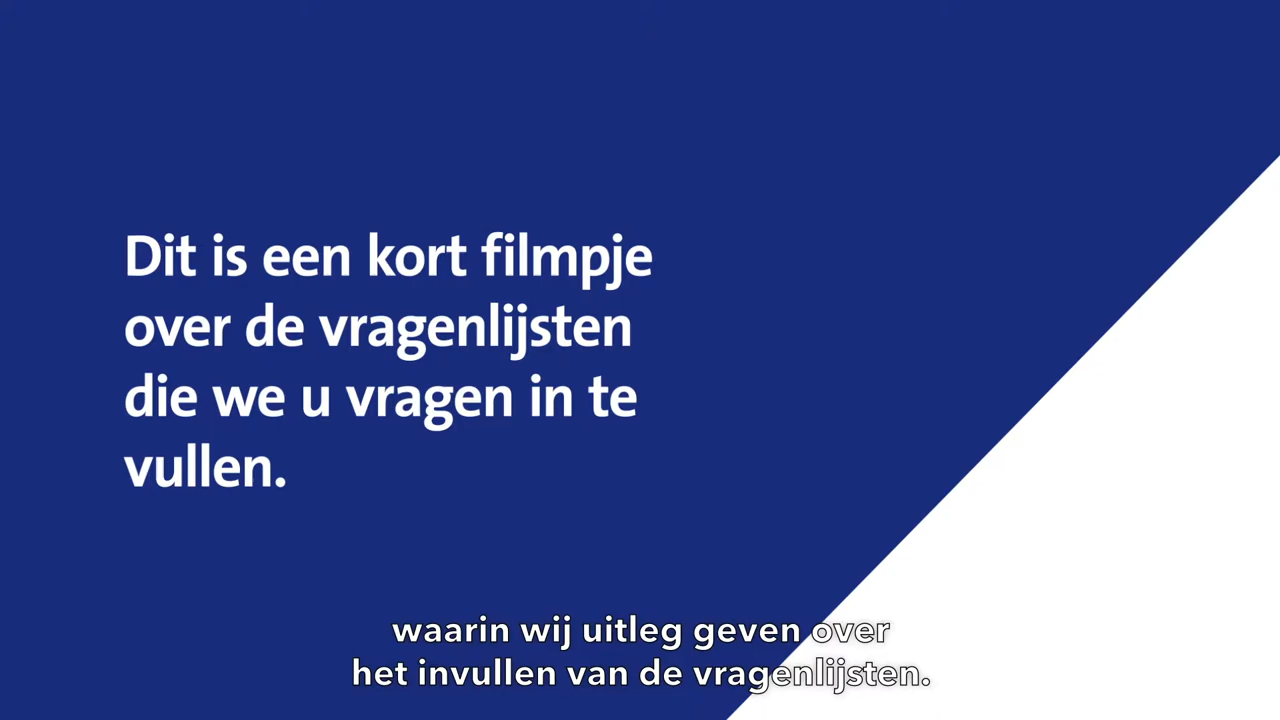 Dit is een kort filmpje
over de vragenlijsten
die we u vragen in te
vullen.
waarin wij uitleg geven over
het invullen van de vragenlijsten.